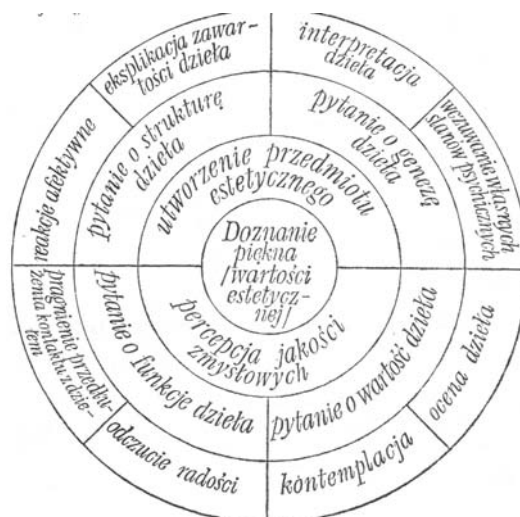 eksplikacja zawar-
tości dzieła
interpretacja
dzieła
wczuwanie własnych
stanów psychicznych
ocena dzieła
kontemplacja
odczucie radości
pragnienie przedłu-
żenia kontaktu z dzie-
łem
reakcje afektywne
pytanie o strukturę
dzieła
pytanie o genezę
dzieła
pytanie o wartość dzieła
pytanie o funkcje dzieła
utworzenie przedmiotu
estetycznego
percepcja jakości
zmysłowych
Doznanie
piękna
/wartości
estetycz-
nej/